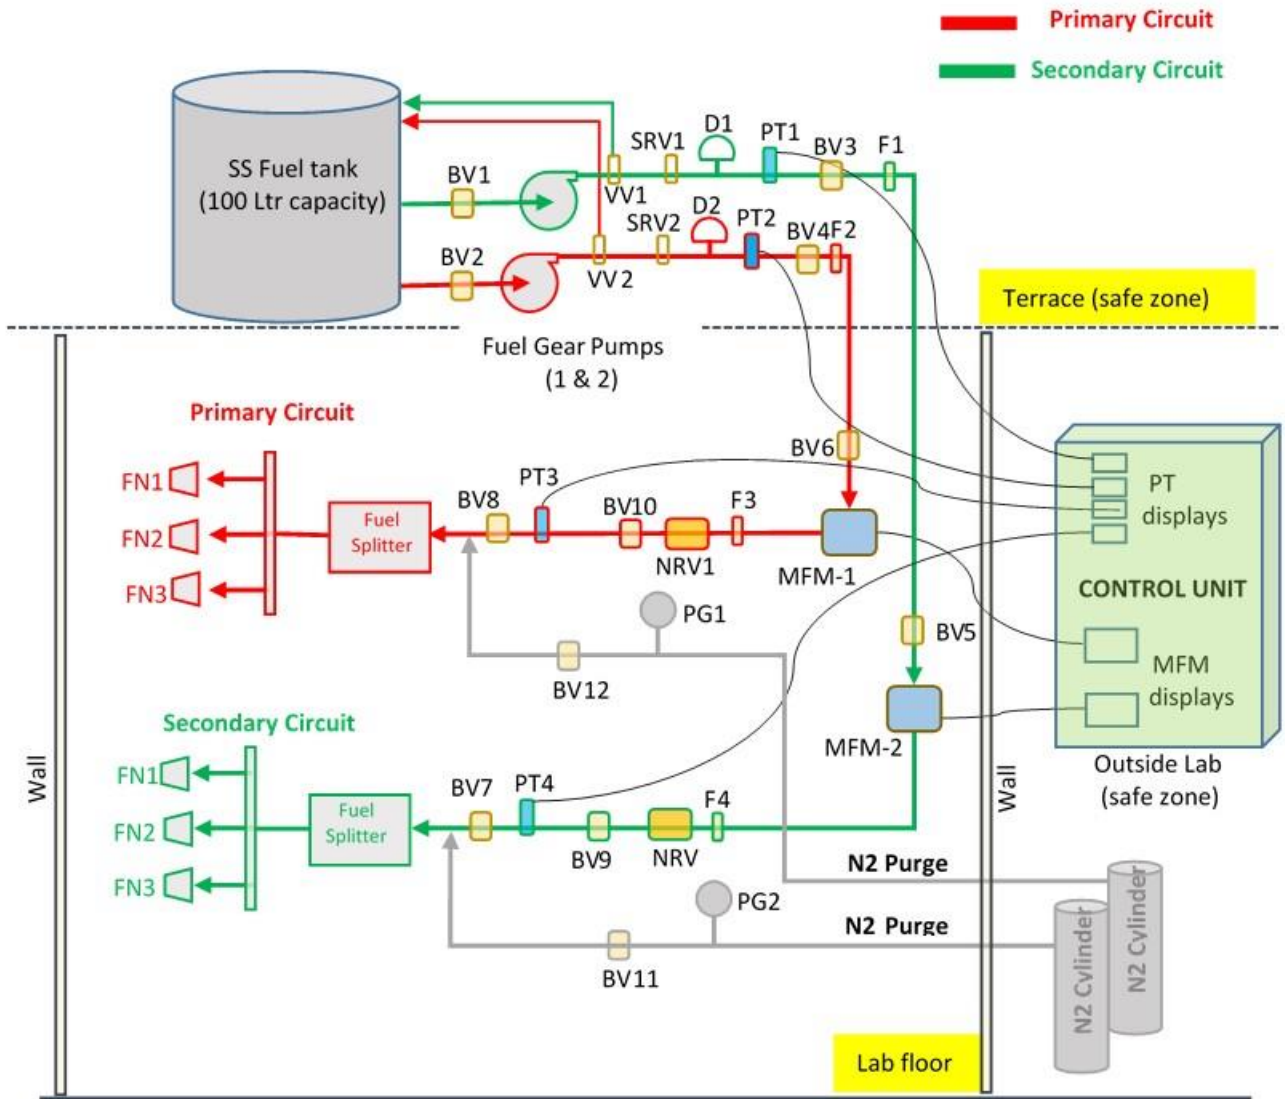 Primary Circuit
Secondary Circuit
SS Fuel tank
(100 Ltr capacity)
BV1
BV2
VV1
VV2
SRV1
D1
PT1
BV3
F1
SRV2
D2
PT2
BV4
F2
Terrace (safe zone)
Fuel Gear Pumps
(1 & 2)
Primary Circuit
FN1
FN2
FN3
Fuel
Splitter
BV8
PT3
BV10
NRV1
F3
BV6
MFM-1
PG1
BV12
BV5
MFM-2
PT
displays
CONTROL UNIT
MFM
displays
Outside Lab
(safe zone)
Wall
Wall
Secondary Circuit
FN1
FN2
FN3
Fuel
Splitter
BV7
PT4
BV9
NRV
F4
N2 Purge
PG2
N2 Purge
BV11
N2 Cylinder
N2 Cylinder
Lab floor